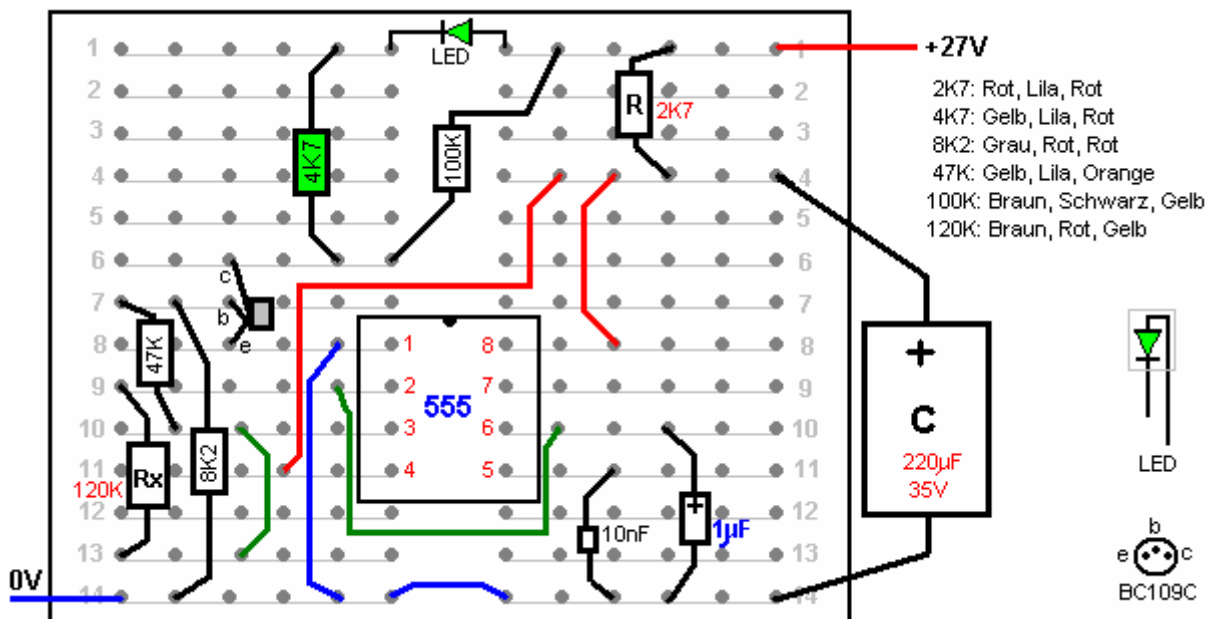 1 LED 1 +27V
2 R 2K7 2
3 4K7 100K 3
4 4
5 5
6 6
7 7
8 8
9 9
10 10
11 11
12 12
13 13
14 14
2K7: Rot, Lila, Rot
4K7: Gelb, Lila, Rot
8K2: Grau, Rot, Rot
47K: Gelb, Lila, Orange
100K: Braun, Schwarz, Gelb
120K: Braun, Rot, Gelb
c
b
e
47K
8K2
Rx
120K
0V
1 8
2 7
555
3 6
4 5
10nF
1µF
+
+
C
220µF
35V
LED
b
e c
BC109C